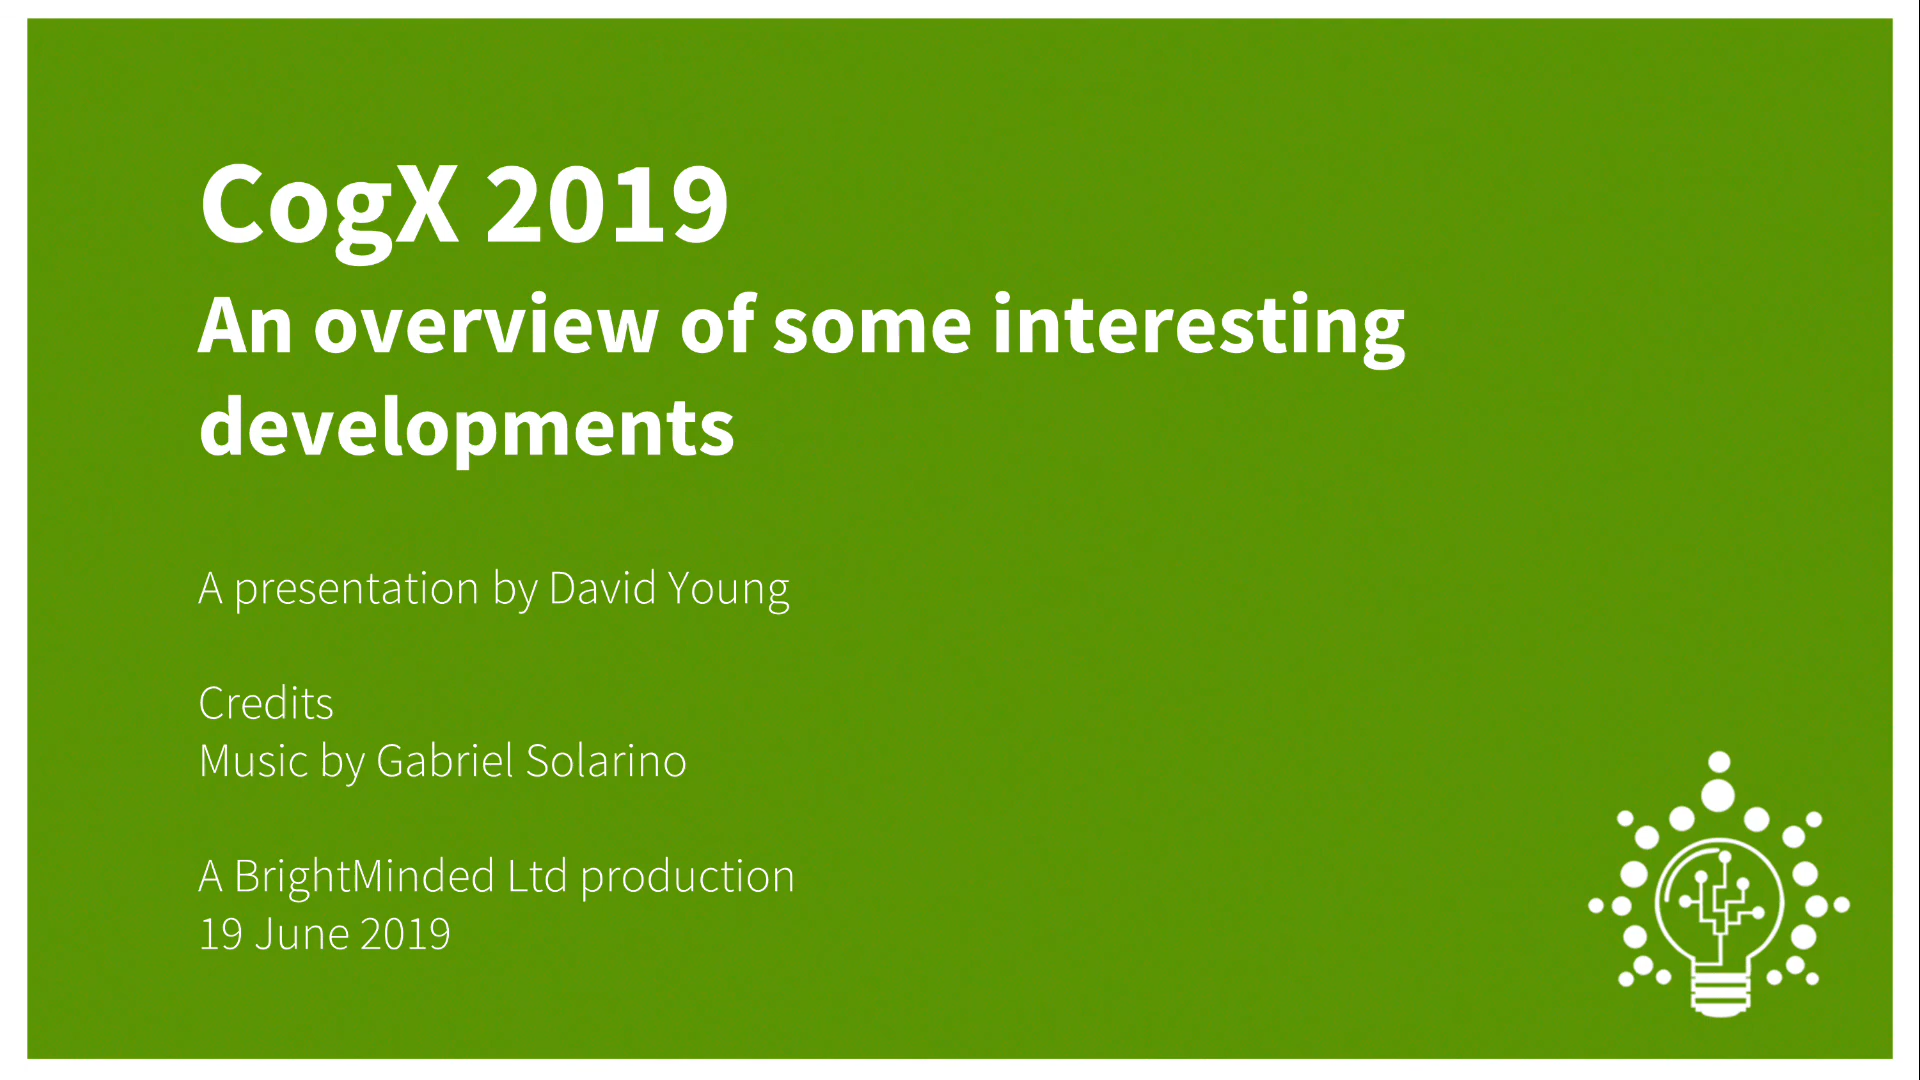 CogX 2019
An overview of some interesting
developments
A presentation by David Young
Credits
Music by Gabriel Solarino
A BrightMinded Ltd production
19 June 2019